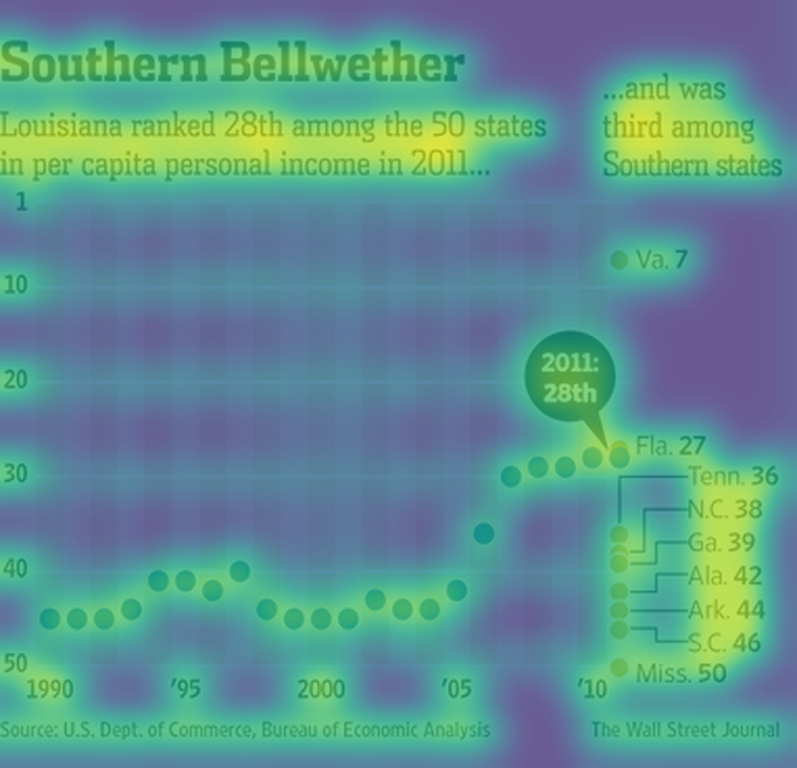 Southern Bellwether
Louisiana ranked 28th among the 50 states
in per capita personal income in 2011...
...and was
third among
Southern states
1
10
20
30
40
50
Va. 7
2011:
28th
Fla. 27
Tenn. 36
N.C. 38
Ga. 39
Ala. 42
Ark. 44
S.C. 46
Miss. 50
1990 '95 2000 '05 '10
Source: U.S. Dept. of Commerce, Bureau of Economic Analysis
The Wall Street Journal